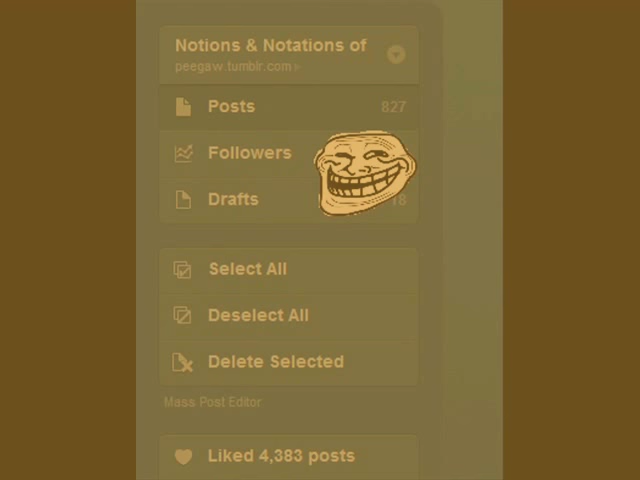 Notions & Notations of
peegaw.tumblr.com
Posts 827
Followers
Drafts 18
Select All
Deselect All
Delete Selected
Mass Post Editor
Liked 4,383 posts